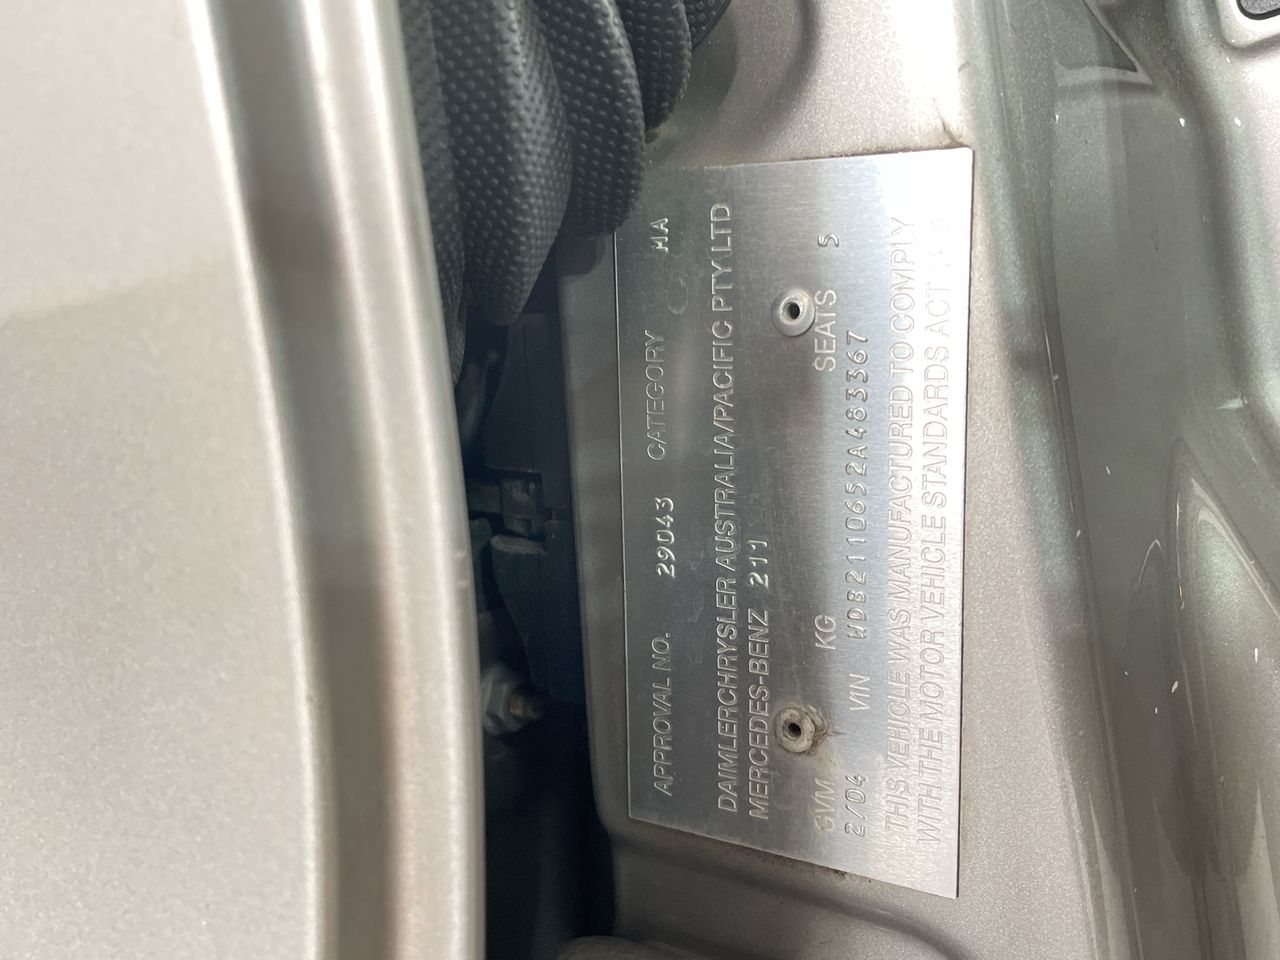 APPROVAL NO. 29043 CATEGORY MA
DAIMLERCHRYSLER AUSTRALIA/PACIFIC PTY.LTD
MERCEDES-BENZ 211
GVM KG SEATS 5
2/04 VIN WDB2110652A483367
THIS VEHICLE WAS MANUFACTURED TO COMPLY
WITH THE MOTOR VEHICLE STANDARDS ACT